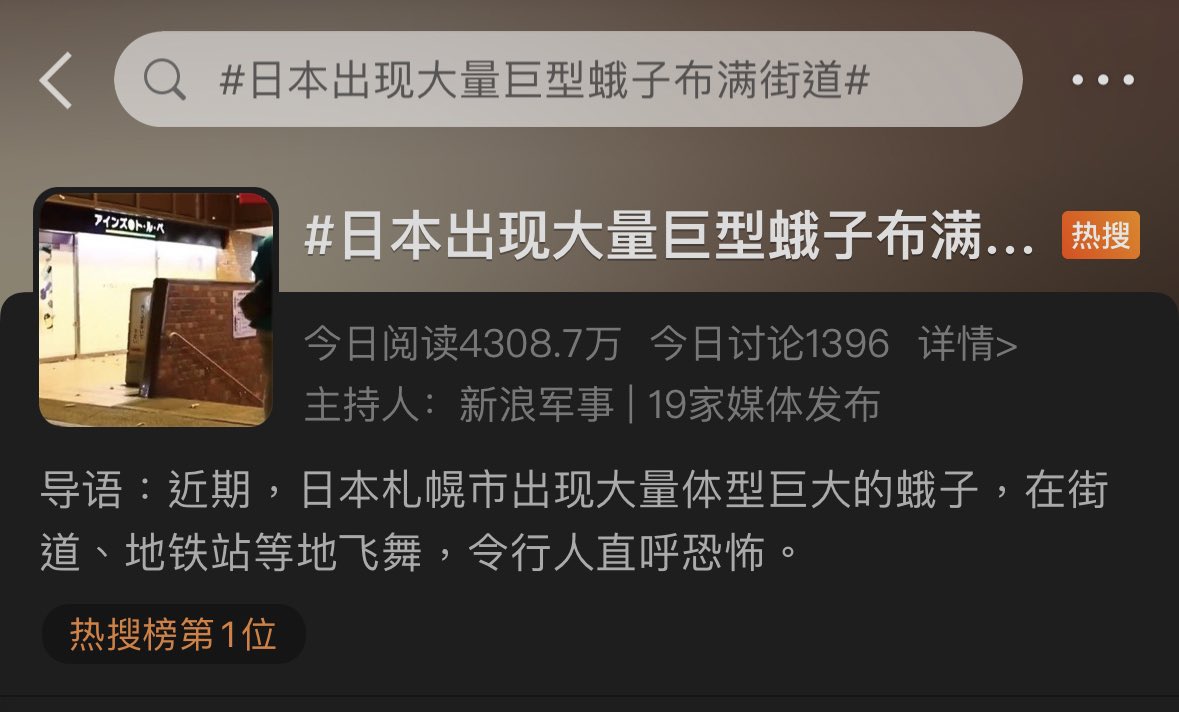 #日本出现大量巨型蛾子布满街道#
#日本出现大量巨型蛾子布满...
热搜
アインズ&トルペ
今日阅读4308.7万 今日讨论1396 详情>
主持人：新浪军事 | 19家媒体发布
导语：近期，日本札幌市出现大量体型巨大的蛾子，在街
道、地铁站等地飞舞，令行人直呼恐怖。
热搜榜第1位